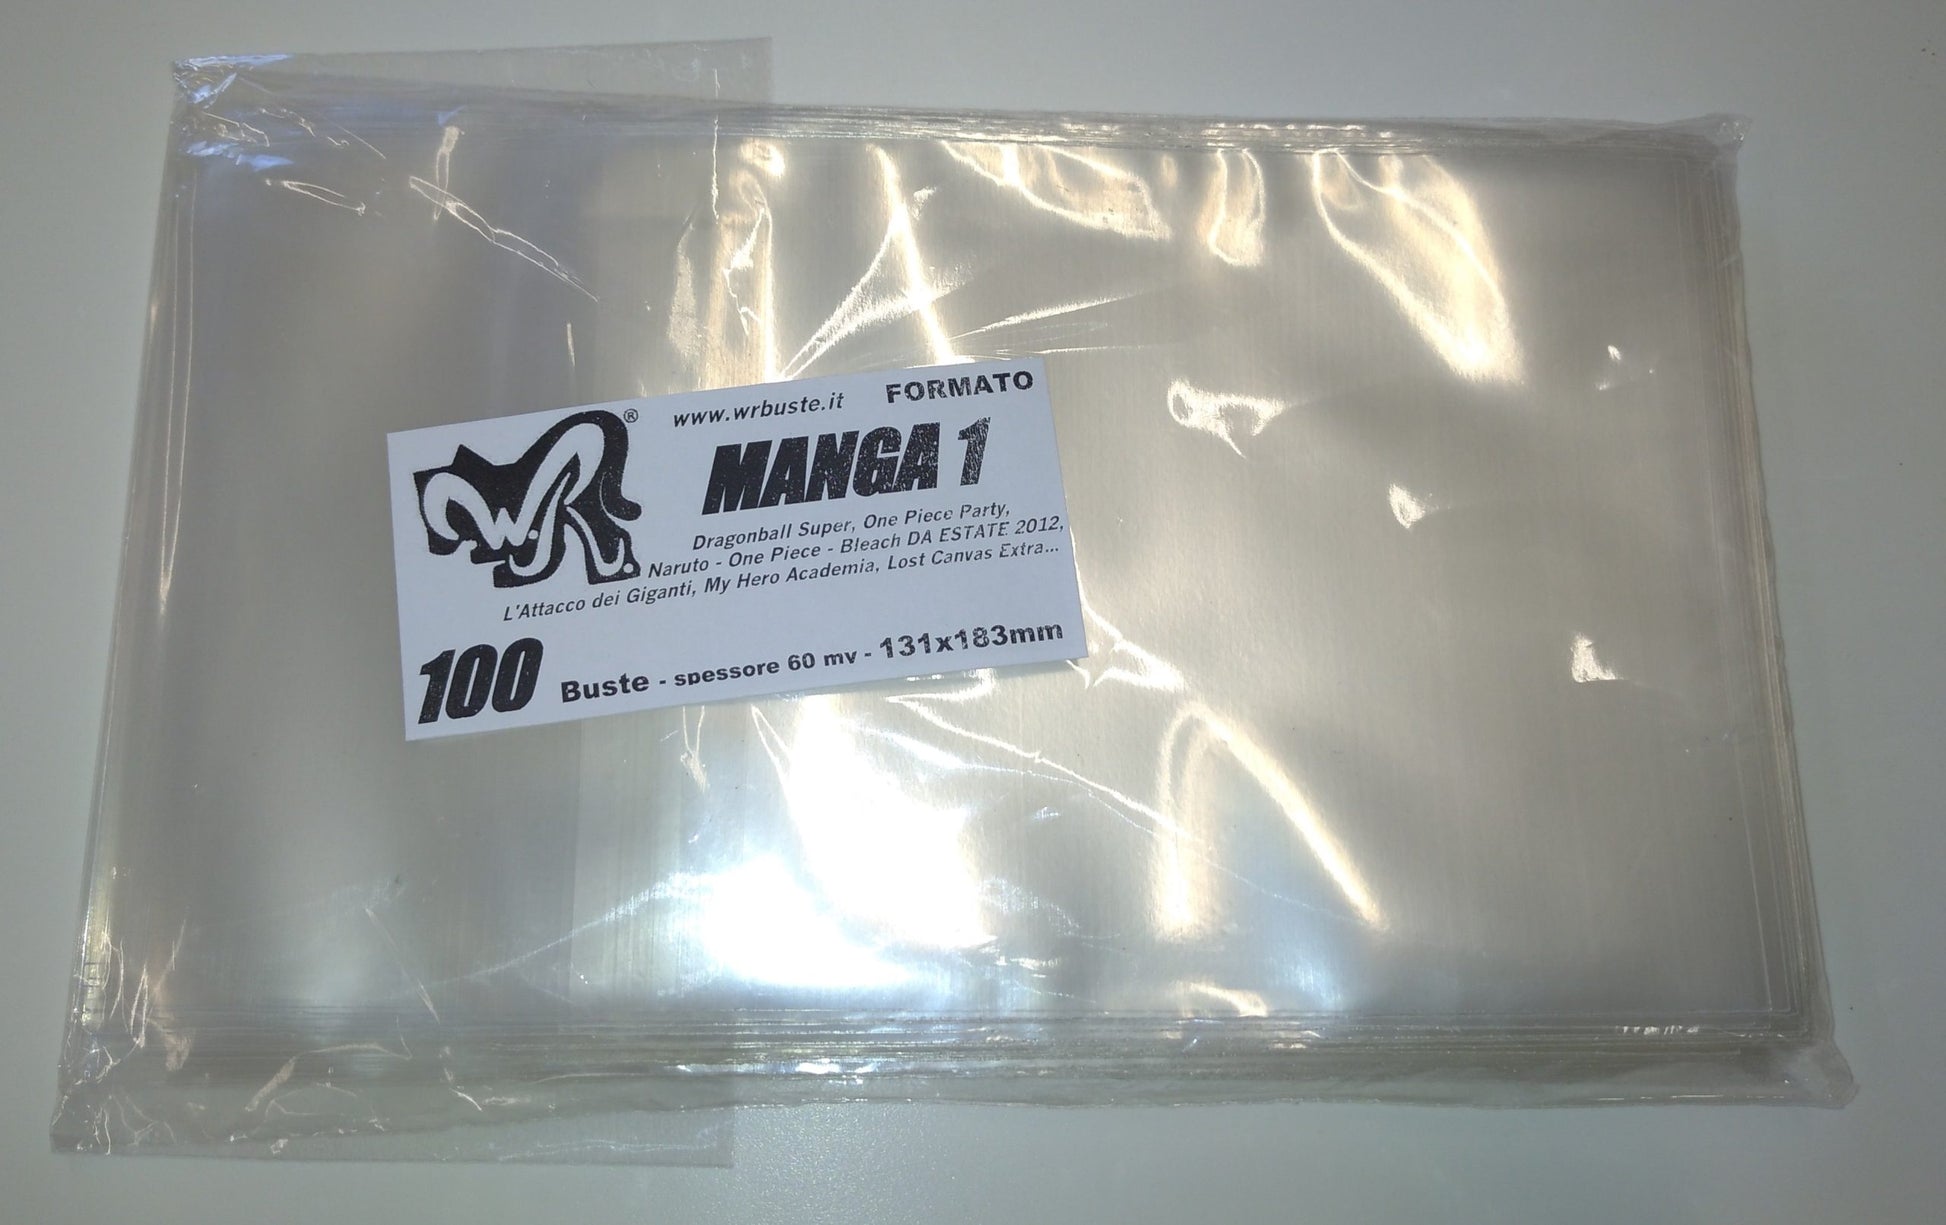 www.wrbuste.it FORMATO
W.R. ®
MANGA 1
Dragonball Super, One Piece Party,
Naruto - One Piece - Bleach DA ESTATE 2012,
L'Attacco dei Giganti, My Hero Academia, Lost Canvas Extra...
100 Buste - spessore 60 mv - 131x183mm